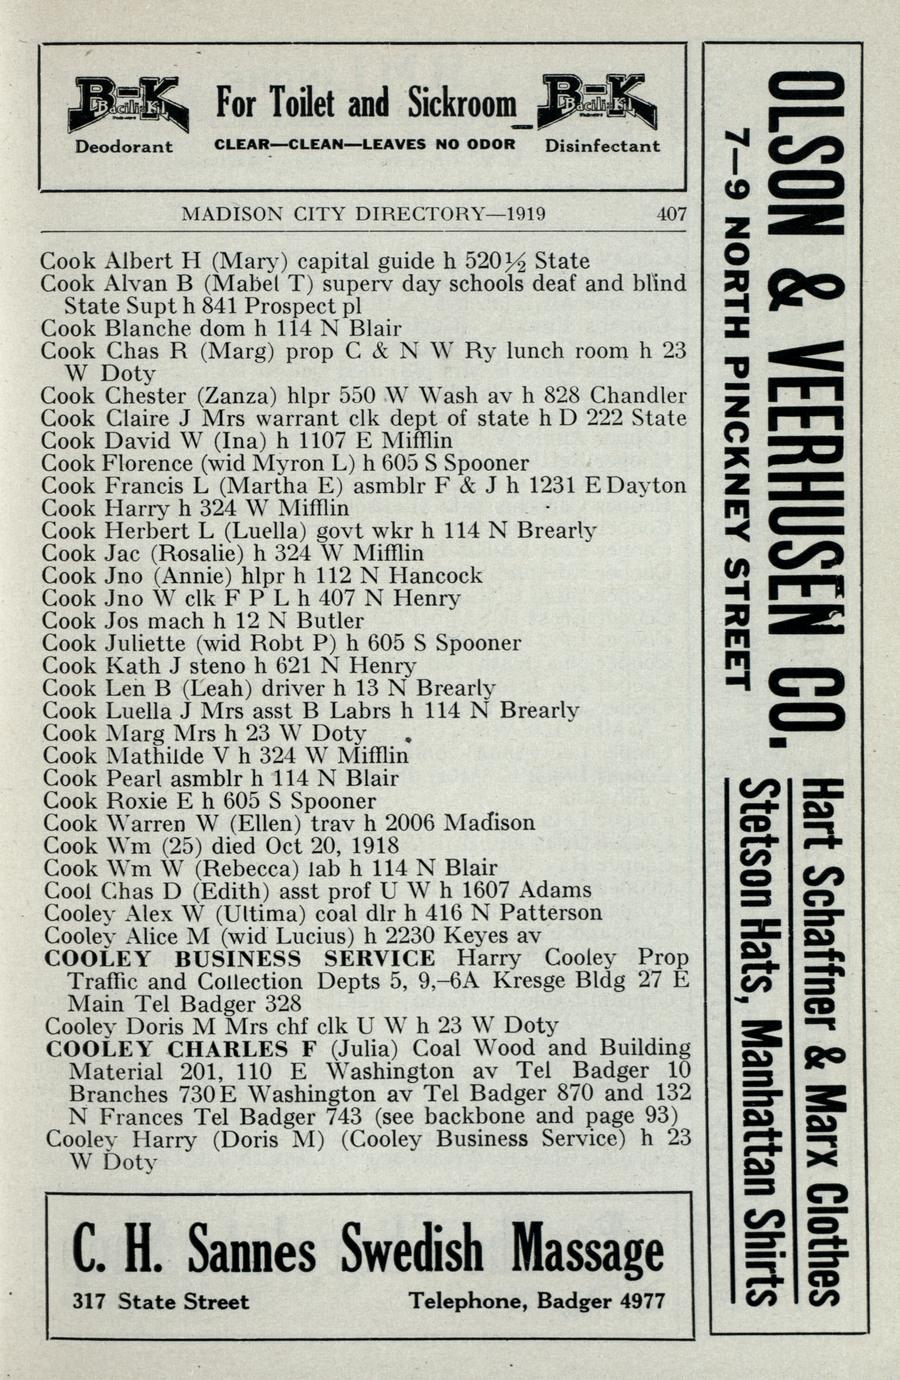 B-K
Bacili-Kil
Deodorant
For Toilet and Sickroom
CLEAR—CLEAN—LEAVES NO ODOR
B-K
Bacili-Kil
Disinfectant
MADISON CITY DIRECTORY—1919 407
Cook Albert H (Mary) capital guide h 520½ State
Cook Alvan B (Mabel T) superv day schools deaf and blind
State Supt h 841 Prospect pl
Cook Blanche dom h 114 N Blair
Cook Chas R (Marg) prop C & N W Ry lunch room h 23
W Doty
Cook Chester (Zanza) hlpr 550 W Wash av h 828 Chandler
Cook Claire J Mrs warrant clk dept of state h D 222 State
Cook David W (Ina) h 1107 E Mifflin
Cook Florence (wid Myron L) h 605 S Spooner
Cook Francis L (Martha E) asmblr F & J h 1231 E Dayton
Cook Harry h 324 W Mifflin
Cook Herbert L (Luella) govt wkr h 114 N Brearly
Cook Jac (Rosalie) h 324 W Mifflin
Cook Jno (Annie) hlpr h 112 N Hancock
Cook Jno W clk F P L h 407 N Henry
Cook Jos mach h 12 N Butler
Cook Juliette (wid Robt P) h 605 S Spooner
Cook Kath J steno h 621 N Henry
Cook Len B (Leah) driver h 13 N Brearly
Cook Luella J Mrs asst B Labrs h 114 N Brearly
Cook Marg Mrs h 23 W Doty
Cook Mathilde V h 324 W Mifflin
Cook Pearl asmblr h 114 N Blair
Cook Roxie E h 605 S Spooner
Cook Warren W (Ellen) trav h 2006 Madison
Cook Wm (25) died Oct 20, 1918
Cook Wm W (Rebecca) lab h 114 N Blair
Cool Chas D (Edith) asst prof U W h 1607 Adams
Cooley Alex W (Ultima) coal dlr h 416 N Patterson
Cooley Alice M (wid Lucius) h 2230 Keyes av
COOLEY BUSINESS SERVICE Harry Cooley Prop
Traffic and Collection Depts 5, 9,–6A Kresge Bldg 27 E
Main Tel Badger 328
Cooley Doris M Mrs chf clk U W h 23 W Doty
COOLEY CHARLES F (Julia) Coal Wood and Building
Material 201, 110 E Washington av Tel Badger 10
Branches 730 E Washington av Tel Badger 870 and 132
N Frances Tel Badger 743 (see backbone and page 93)
Cooley Harry (Doris M) (Cooley Business Service) h 23
W Doty
C. H. Sannes Swedish Massage
317 State Street Telephone, Badger 4977
OLSON & VEERHUSEN CO.
7—9 NORTH PINCKNEY STREET
Hart Schaffner & Marx Clothes
Stetson Hats, Manhattan Shirts